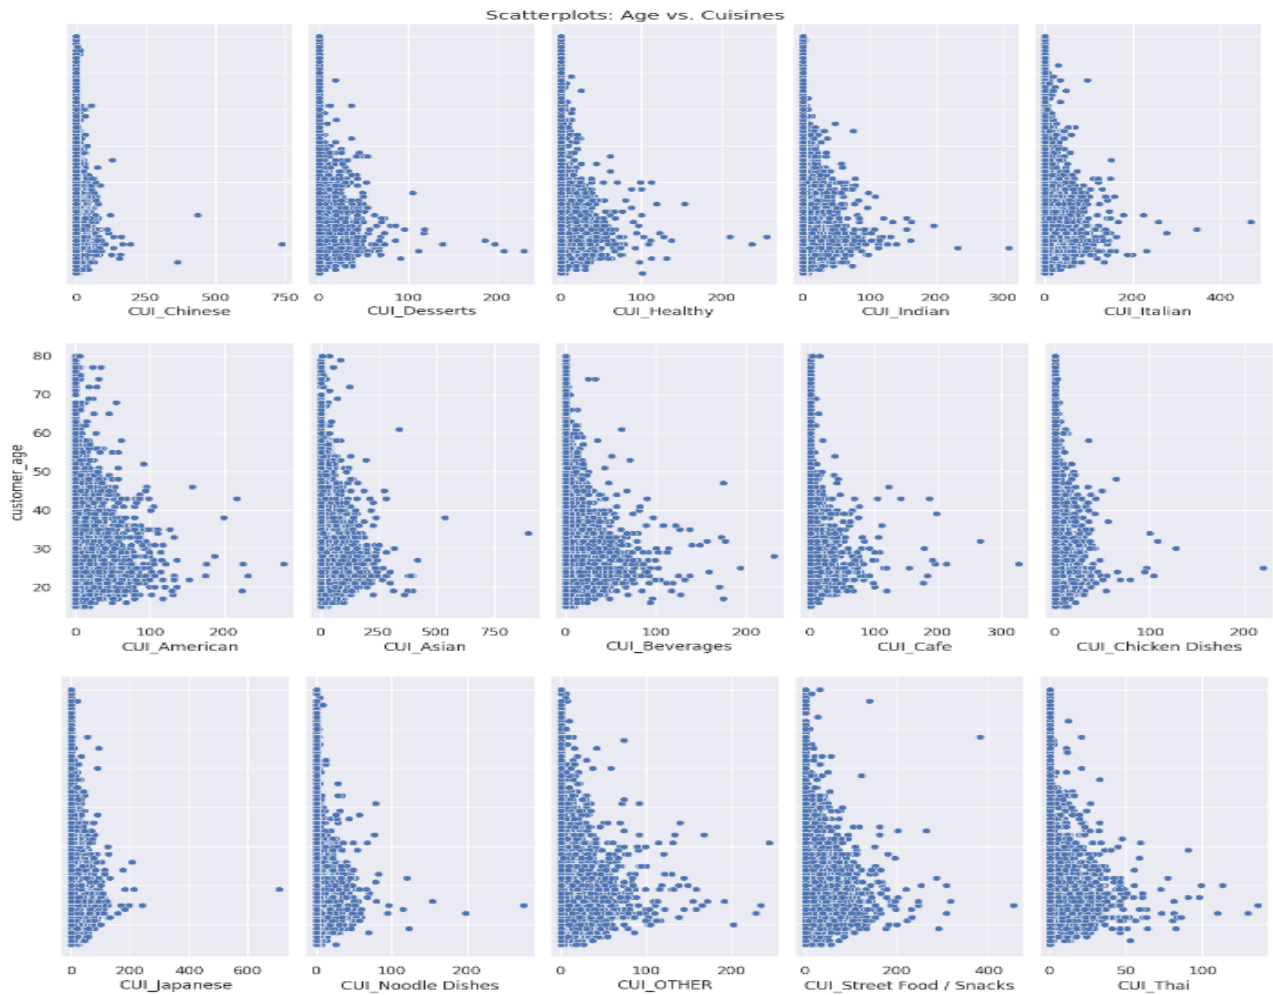 Scatterplots: Age vs. Cuisines
0 250 500 750
CUI_Chinese
0 100 200
CUI_Desserts
0 100 200
CUI_Healthy
0 100 200 300
CUI_Indian
0 200 400
CUI_Italian
customer_age
80
70
60
50
40
30
20
0 100 200
CUI_American
0 250 500 750
CUI_Asian
0 100 200
CUI_Beverages
0 100 200 300
CUI_Cafe
0 100 200
CUI_Chicken Dishes
0 200 400 600
CUI_Japanese
0 100 200
CUI_Noodle Dishes
0 100 200
CUI_OTHER
0 200 400
CUI_Street Food / Snacks
0 50 100
CUI_Thai